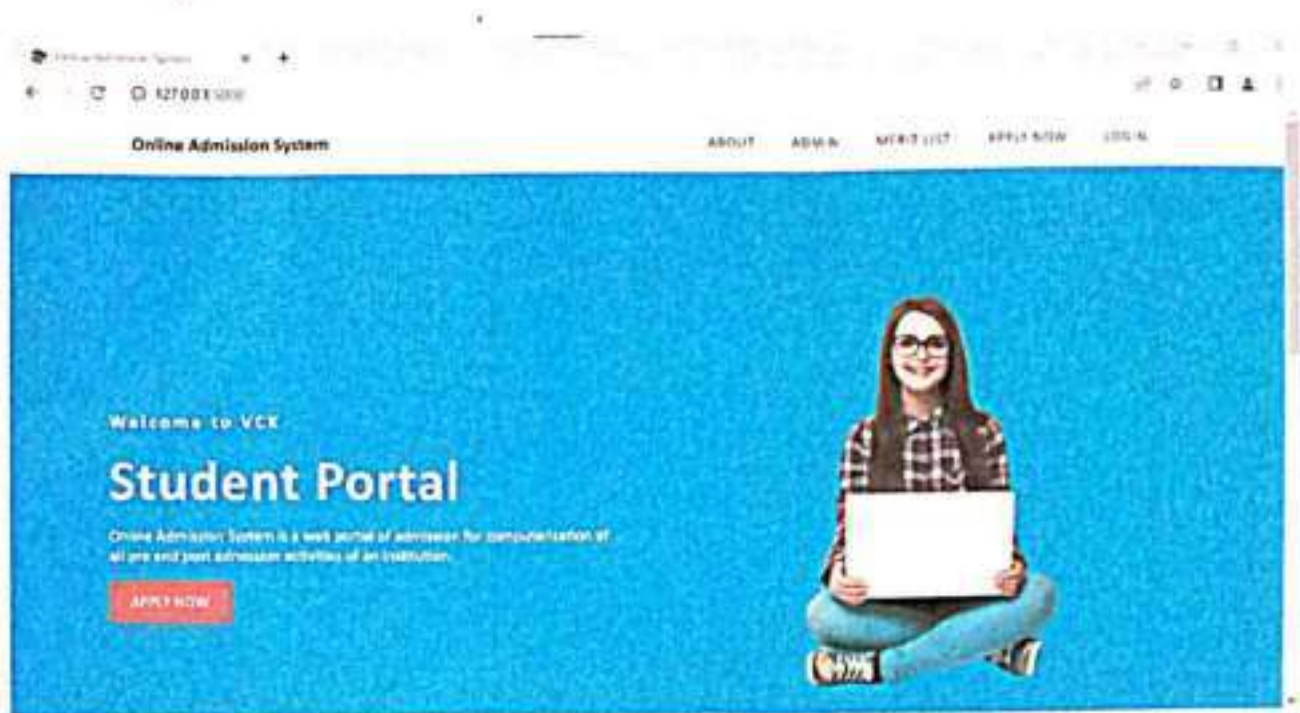 Online Admission System
ABOUT ADMIN MERIT LIST APPLY NOW LOGIN
Welcome to VCK
Student Portal
Online Admission System is a web portal of admission for computerisation of
all pre and post admission activities of an institution.
APPLY NOW